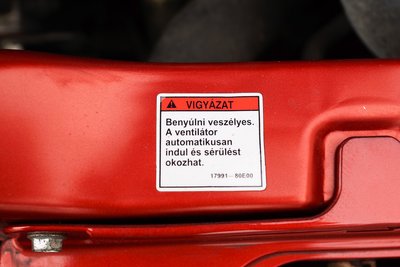 ⚠ VIGYÁZAT
Benyúlni veszélyes.
A ventilátor
automatikusan
indul és sérülést
okozhat.
17991-80E00